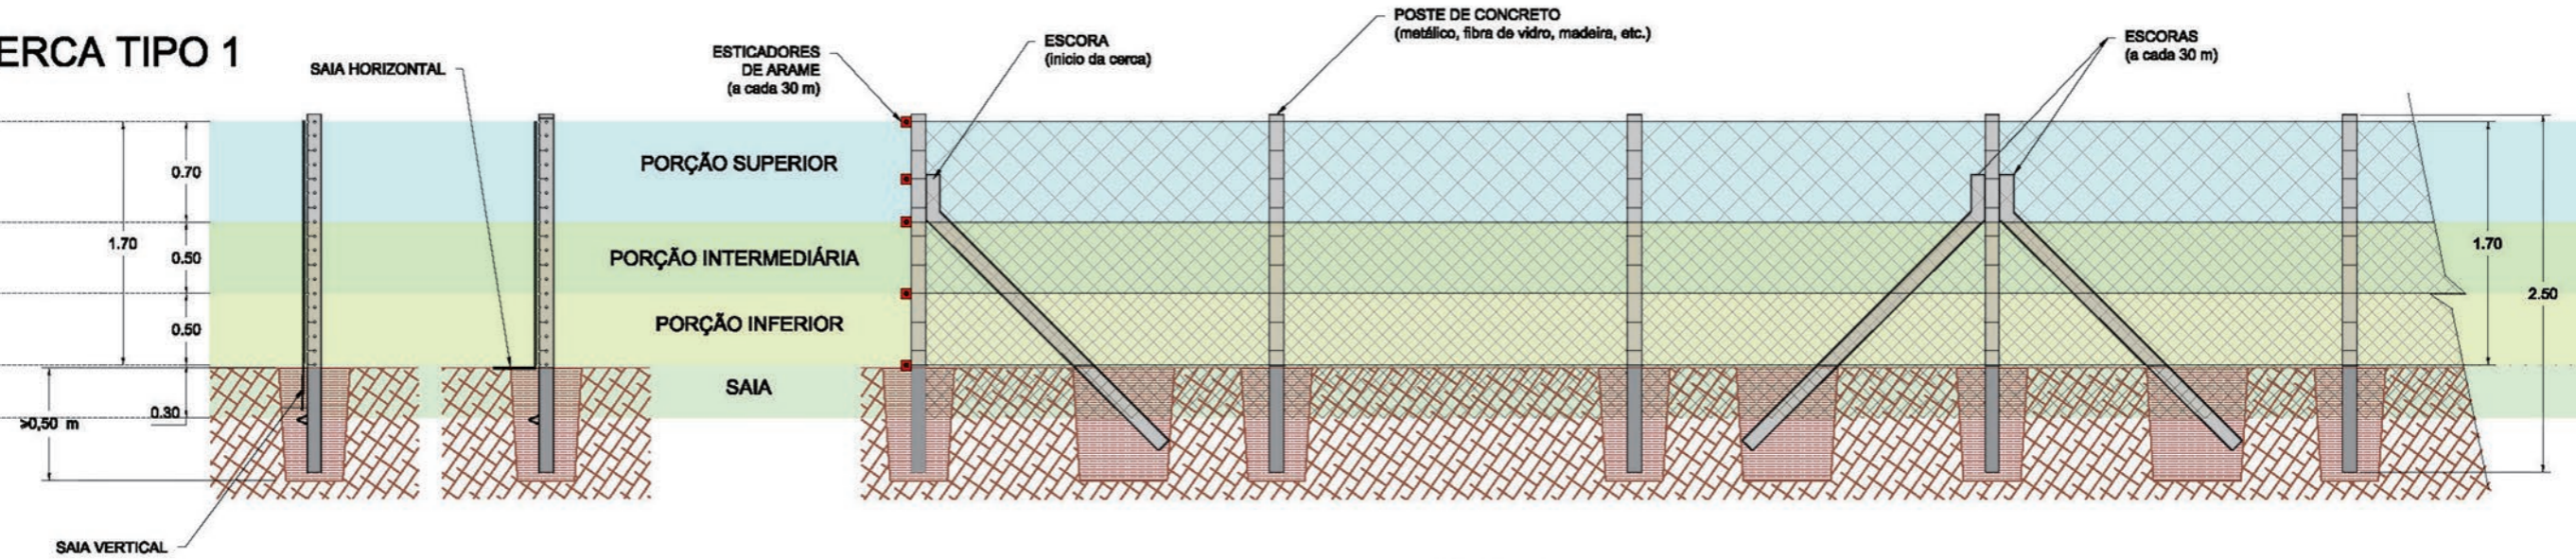 ERCA TIPO 1
SAIA HORIZONTAL
ESTICADORES
DE ARAME
(a cada 30 m)
ESCORA
(inicio da cerca)
POSTE DE CONCRETO
(metálico, fibra de vidro, madeira, etc.)
ESCORAS
(a cada 30 m)
0.70
1.70
0.50
0.50
0.30
>0,50 m
PORÇÃO SUPERIOR
PORÇÃO INTERMEDIÁRIA
PORÇÃO INFERIOR
SAIA
1.70
2.50
SAIA VERTICAL